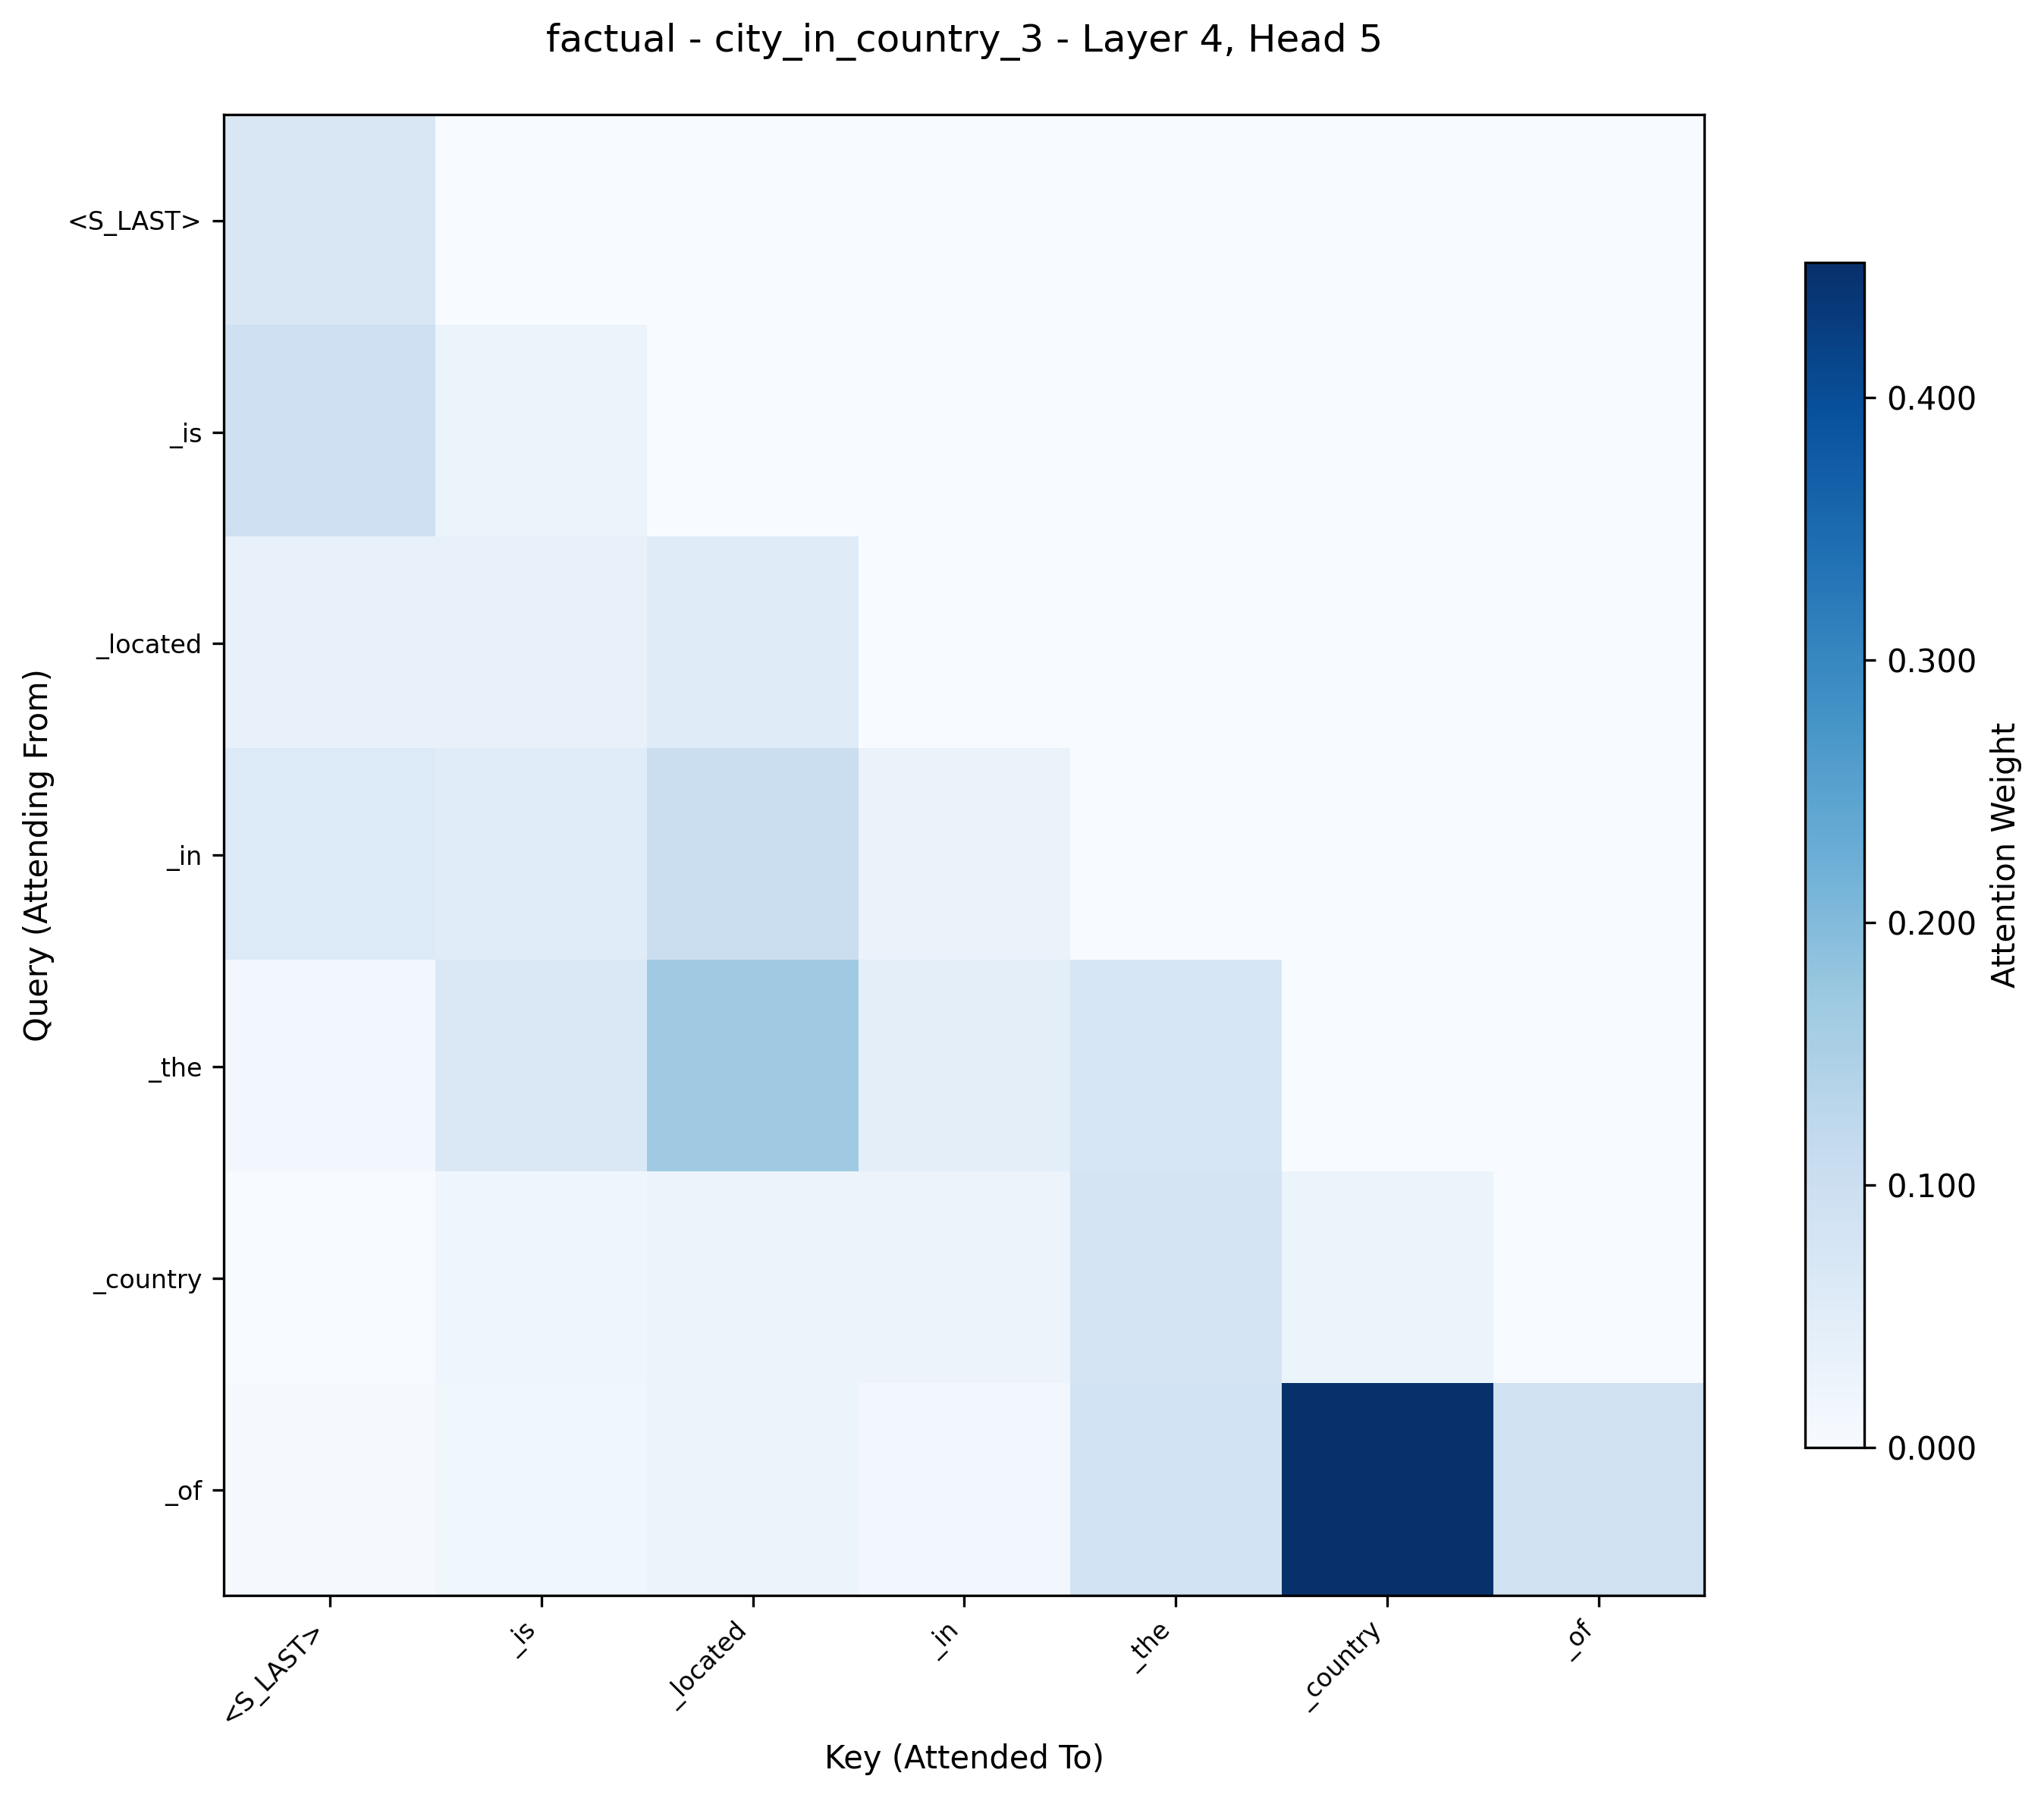 factual - city_in_country_3 - Layer 4, Head 5
Query (Attending From)
<S_LAST>
_is
_located
_in
_the
_country
_of
<S_LAST>
_is
_located
_in
_the
_country
_of
Key (Attended To)
0.400
0.300
0.200
0.100
0.000
Attention Weight